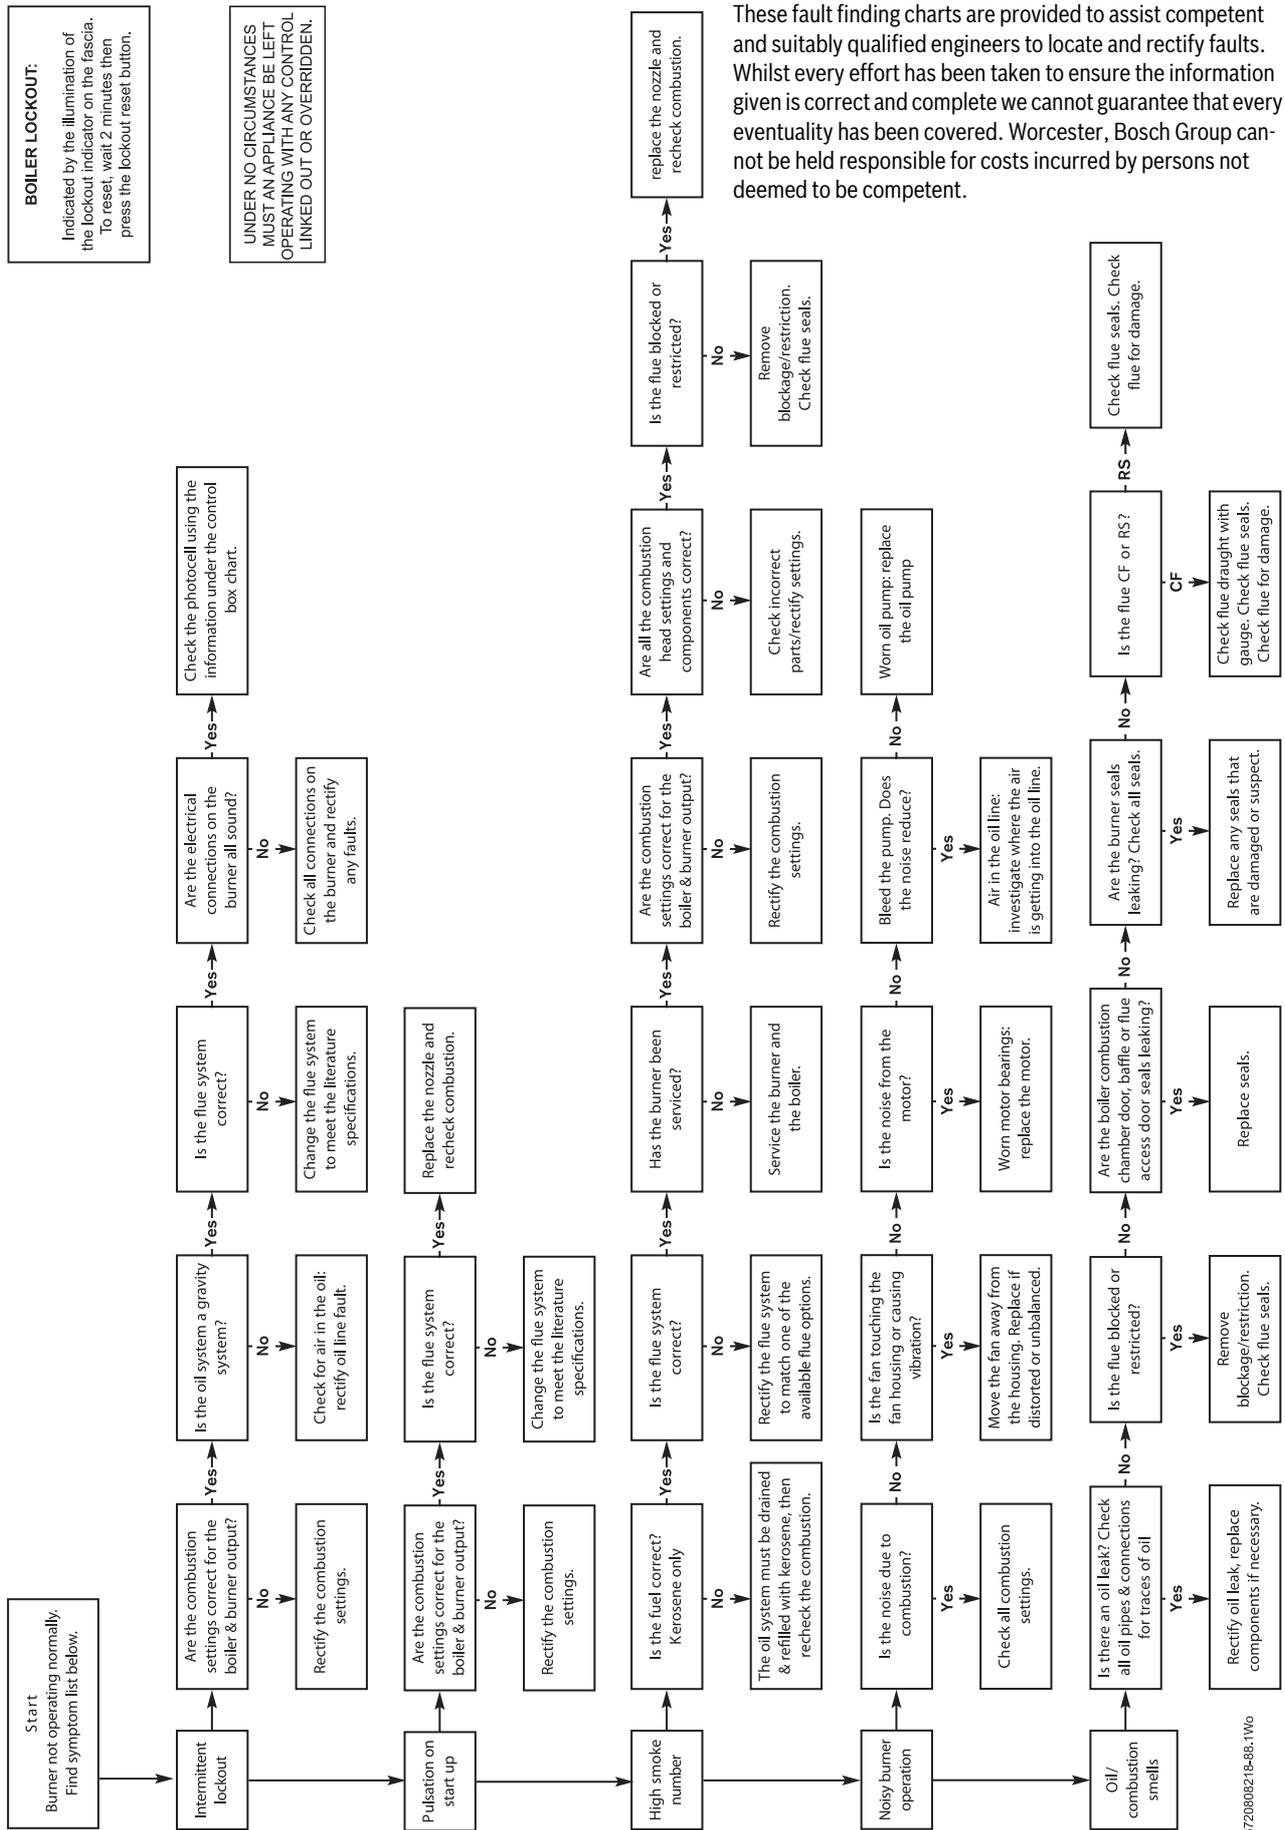 These fault finding charts are provided to assist competent
and suitably qualified engineers to locate and rectify faults.
Whilst every effort has been taken to ensure the information
given is correct and complete we cannot guarantee that every
eventuality has been covered. Worcester, Bosch Group can-
not be held responsible for costs incurred by persons not
deemed to be competent.
BOILER LOCKOUT:
Indicated by the illumination of
the lockout indicator on the fascia.
To reset, wait 2 minutes then
press the lockout reset button.
UNDER NO CIRCUMSTANCES
MUST AN APPLIANCE BE LEFT
OPERATING WITH ANY CONTROL
LINKED OUT OR OVERRIDDEN.
Start
Burner not operating normally.
Find symptom list below.
Intermittent
lockout
Are the combustion
settings correct for the
boiler & burner output?
No
Rectify the combustion
settings.
Yes
Is the oil system a gravity
system?
No
Check for air in the oil:
rectify oil line fault.
Yes
Is the flue system
correct?
No
Change the flue system
to meet the literature
specifications.
Yes
Are the electrical
connections on the
burner all sound?
No
Check all connections on
the burner and rectify
any faults.
Yes
Check the photocell using the
information under the control
box chart.
Pulsation on
start up
Are the combustion
settings correct for the
boiler & burner output?
No
Rectify the combustion
settings.
Yes
Is the flue system
correct?
No
Change the flue system
to meet the literature
specifications.
Yes
Replace the nozzle and
recheck combustion.
High smoke
number
Is the fuel correct?
Kerosene only
No
The oil system must be drained
& refilled with kerosene, then
recheck the combustion.
Yes
Is the flue system
correct?
No
Rectify the flue system
to match one of the
available flue options.
Yes
Has the burner been
serviced?
No
Service the burner and
the boiler.
Yes
Are the combustion
settings correct for the
boiler & burner output?
No
Rectify the combustion
settings.
Yes
Are all the combustion
head settings and
components correct?
No
Check incorrect
parts/rectify settings.
Yes
Is the flue blocked or
restricted?
No
Remove
blockage/restriction.
Check flue seals.
Yes
replace the nozzle and
recheck combustion.
Noisy burner
operation
Is the noise due to
combustion?
Yes
Check all combustion
settings.
No
Is the fan touching the
fan housing or causing
vibration?
Yes
Move the fan away from
the housing. Replace if
distorted or unbalanced.
No
Is the noise from the
motor?
Yes
Worn motor bearings:
replace the motor.
No
Bleed the pump. Does
the noise reduce?
Yes
Air in the oil line:
investigate where the air
is getting into the oil line.
No
Worn oil pump: replace
the oil pump
Oil/
combustion
smells
Is there an oil leak? Check
all oil pipes & connections
for traces of oil
Yes
Rectify oil leak, replace
components if necessary.
No
Is the flue blocked or
restricted?
Yes
Remove
blockage/restriction.
Check flue seals.
No
Are the boiler combustion
chamber door, baffle or flue
access door seals leaking?
Yes
Replace seals.
No
Are the burner seals
leaking? Check all seals.
Yes
Replace any seals that
are damaged or suspect.
No
Is the flue CF or RS?
CF
Check flue draught with
gauge. Check flue seals.
Check flue for damage.
RS
Check flue seals. Check
flue for damage.
6720808218-88.1Wo